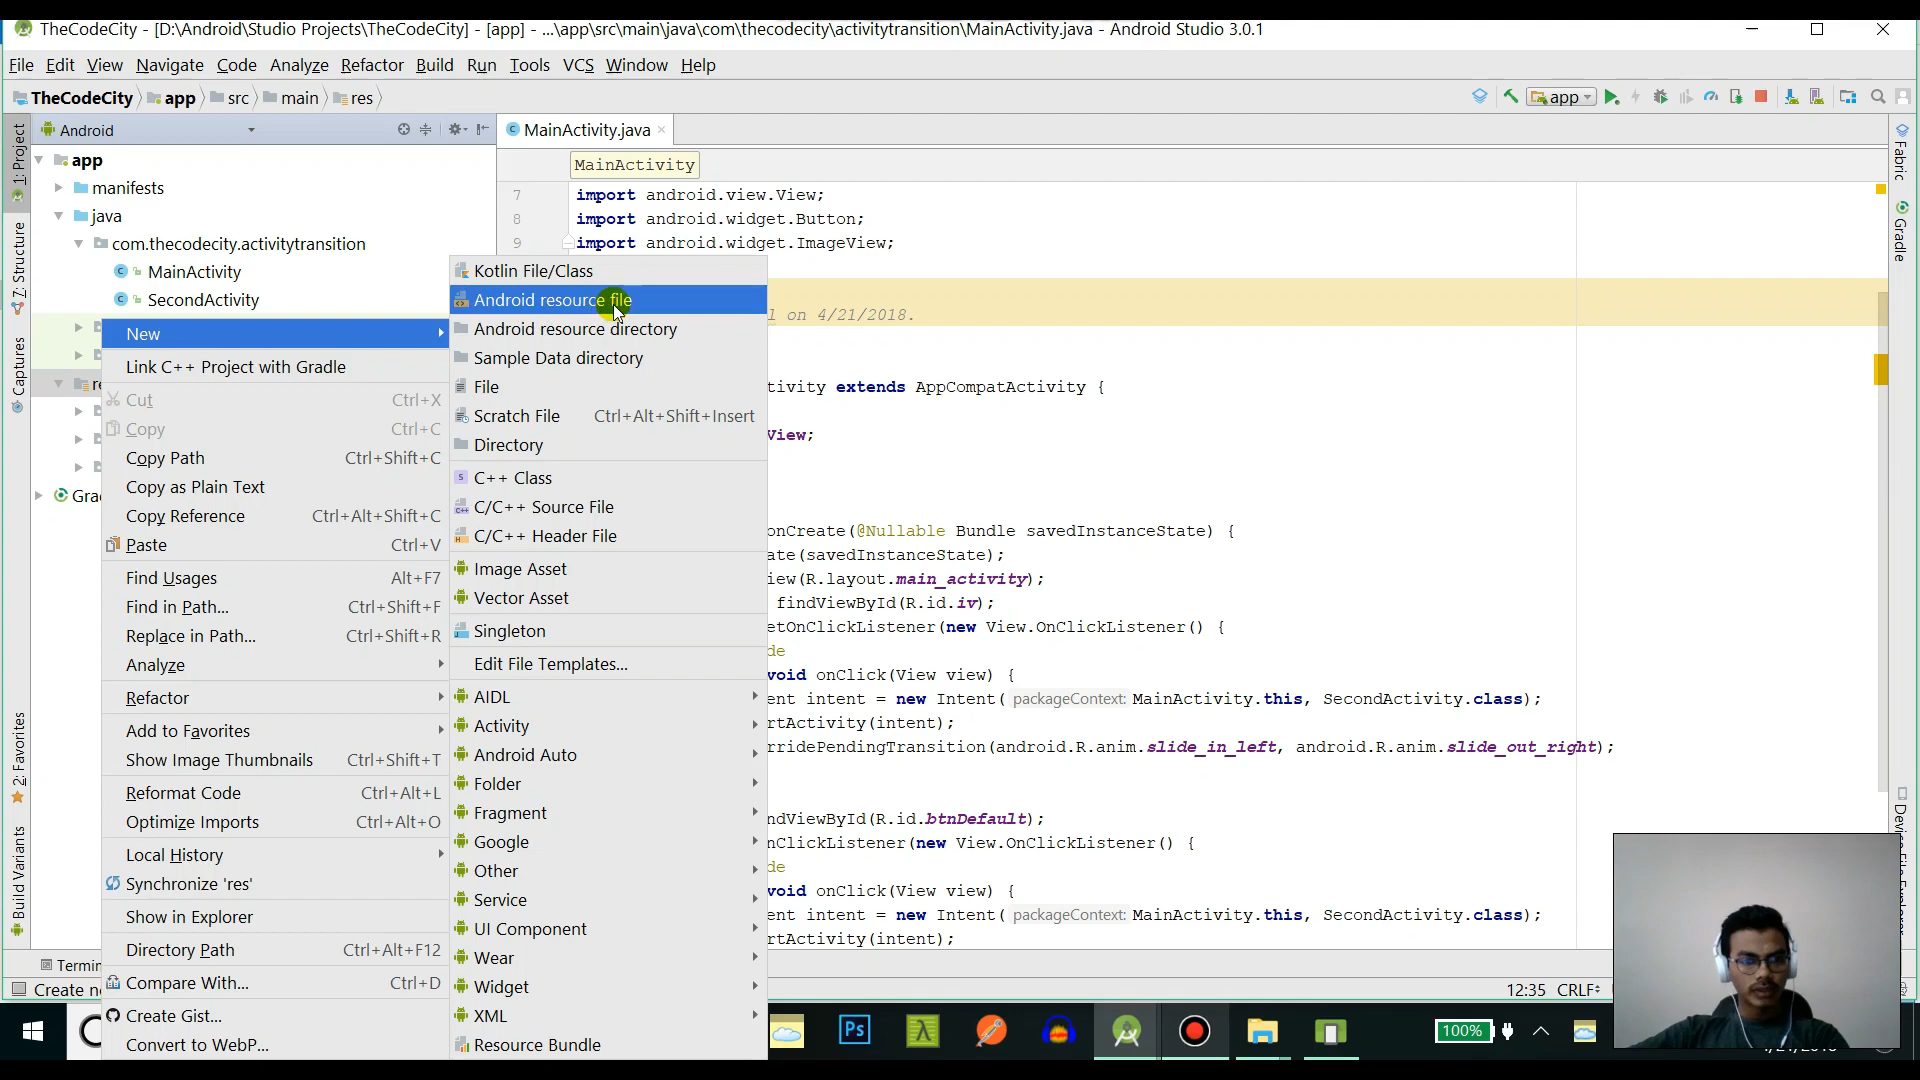 TheCodeCity - [D:\Android\Studio Projects\TheCodeCity] - [app] - ...\app\src\main\java\com\thecodecity\activitytransition\MainActivity.java - Android Studio 3.0.1
File Edit View Navigate Code Analyze Refactor Build Run Tools VCS Window Help
TheCodeCity app src main res
app
Android
MainActivity.java
1: Project
7: Structure
Captures
2: Favorites
Build Variants
app
manifests
java
com.thecodecity.activitytransition
MainActivity
SecondActivity
re
Gra
Termin
Create ne
New
Link C++ Project with Gradle
Cut Ctrl+X
Copy Ctrl+C
Copy Path Ctrl+Shift+C
Copy as Plain Text
Copy Reference Ctrl+Alt+Shift+C
Paste Ctrl+V
Find Usages Alt+F7
Find in Path... Ctrl+Shift+F
Replace in Path... Ctrl+Shift+R
Analyze
Refactor
Add to Favorites
Show Image Thumbnails Ctrl+Shift+T
Reformat Code Ctrl+Alt+L
Optimize Imports Ctrl+Alt+O
Local History
Synchronize 'res'
Show in Explorer
Directory Path Ctrl+Alt+F12
Compare With... Ctrl+D
Create Gist...
Convert to WebP...
Kotlin File/Class
Android resource file
Android resource directory
Sample Data directory
File
Scratch File Ctrl+Alt+Shift+Insert
Directory
C++ Class
C/C++ Source File
C/C++ Header File
Image Asset
Vector Asset
Singleton
Edit File Templates...
AIDL
Activity
Android Auto
Folder
Fragment
Google
Other
Service
UI Component
Wear
Widget
XML
Resource Bundle
MainActivity
7 import android.view.View;
8 import android.widget.Button;
9 import android.widget.ImageView;
l on 4/21/2018.
tivity extends AppCompatActivity {
View;
onCreate(@Nullable Bundle savedInstanceState) {
ate(savedInstanceState);
iew(R.layout.main_activity);
findViewById(R.id.iv);
etOnClickListener(new View.OnClickListener() {
de
void onClick(View view) {
ent intent = new Intent( packageContext: MainActivity.this, SecondActivity.class);
rtActivity(intent);
rridePendingTransition(android.R.anim.slide_in_left, android.R.anim.slide_out_right);
ndViewById(R.id.btnDefault);
nClickListener(new View.OnClickListener() {
de
void onClick(View view) {
ent intent = new Intent( packageContext: MainActivity.this, SecondActivity.class);
rtActivity(intent);
Fabric
Gradle
12:35 CRLF
Ps
100%